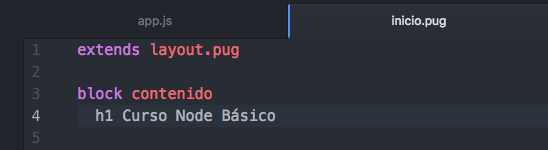 app.js
inicio.pug
1 extends layout.pug
2
3 block contenido
4 h1 Curso Node Básico
5